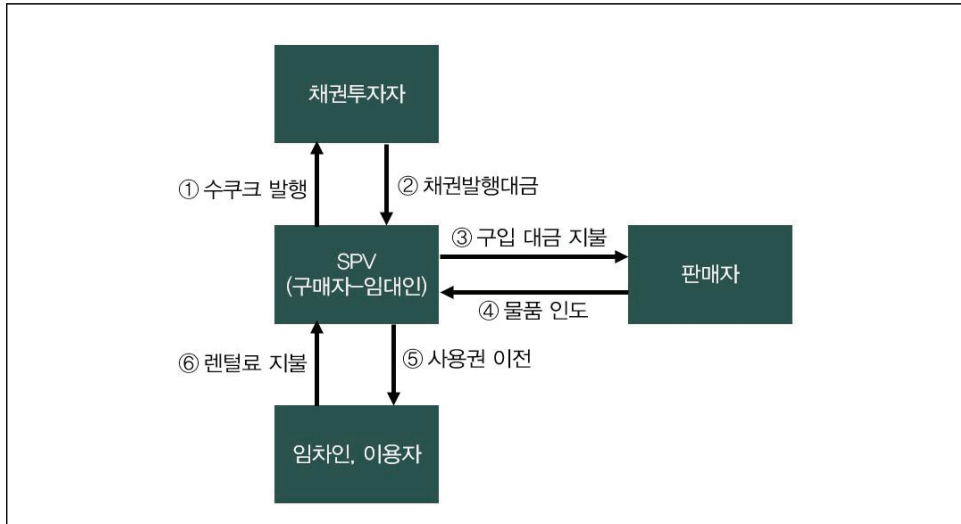 채권투자자
① 수쿠크 발행
② 채권발행대금
③ 구입 대금 지불
SPV
(구매자–임대인)
판매자
④ 물품 인도
⑥ 렌털료 지불
⑤ 사용권 이전
임차인, 이용자